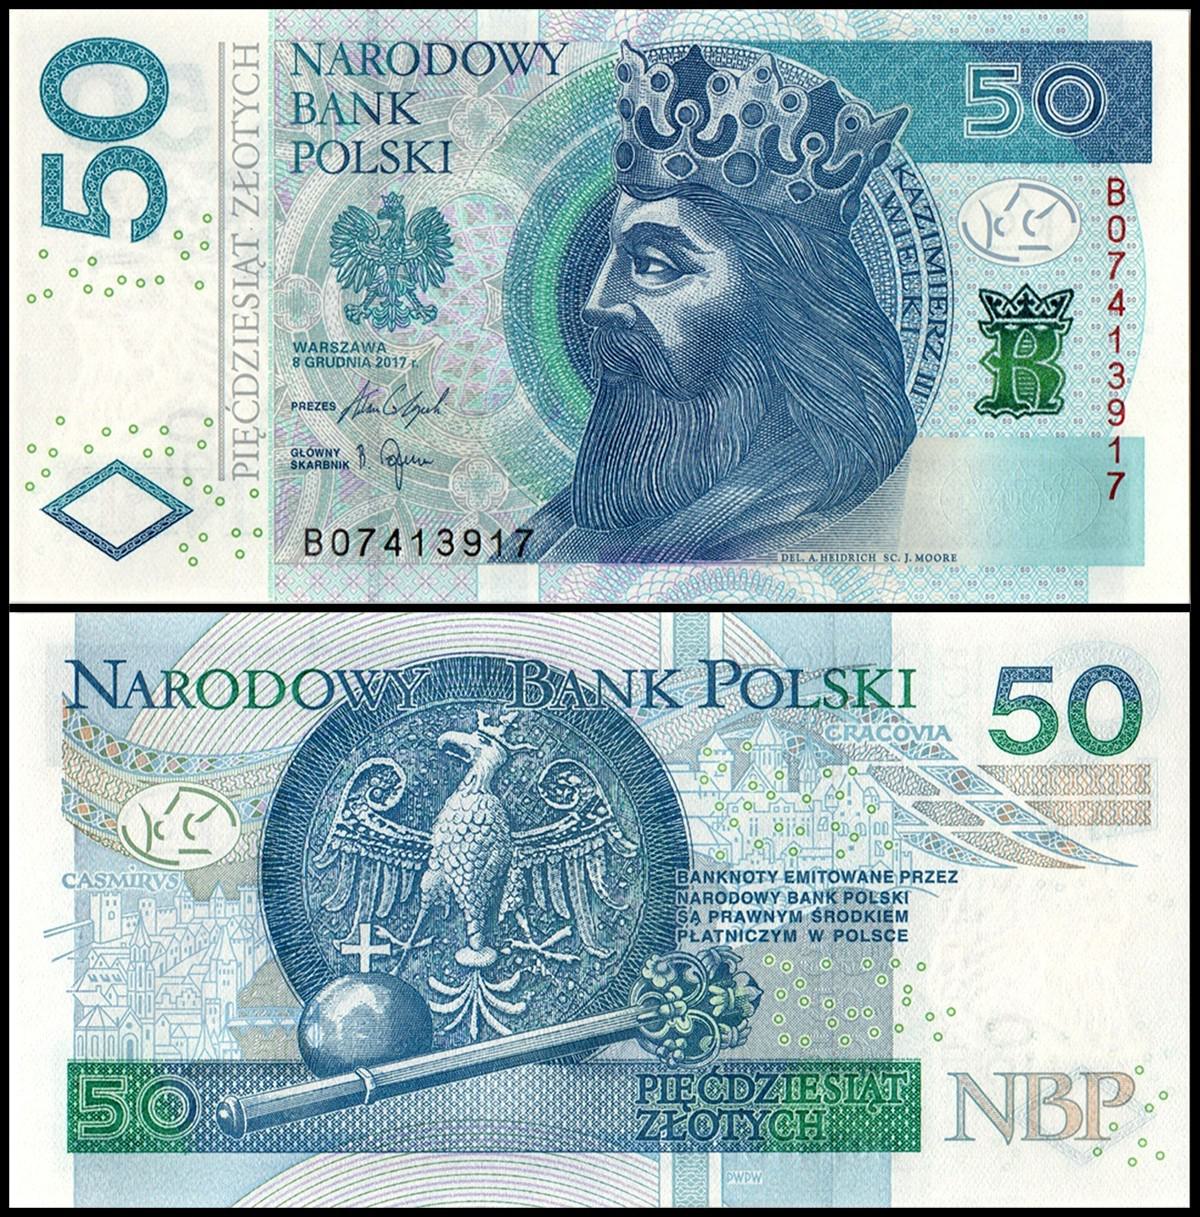 50
PIĘĆDZIESIĄT ZŁOTYCH
NARODOWY
BANK
POLSKI
WARSZAWA
8 GRUDNIA 2017 r.
PREZES
GŁÓWNY
SKARBNIK
B07413917
KAZIMIERZ III
WIELKI
50
B07413917
K
DEL. A. HEIDRICH SC. J. MOORE
NARODOWY BANK POLSKI
50
CRACOVIA
CASMIRVS
BANKNOTY EMITOWANE PRZEZ
NARODOWY BANK POLSKI
SĄ PRAWNYM ŚRODKIEM
PŁATNICZYM W POLSCE
50
PIĘĆDZIESIĄT
ZŁOTYCH
NBP
PWPW